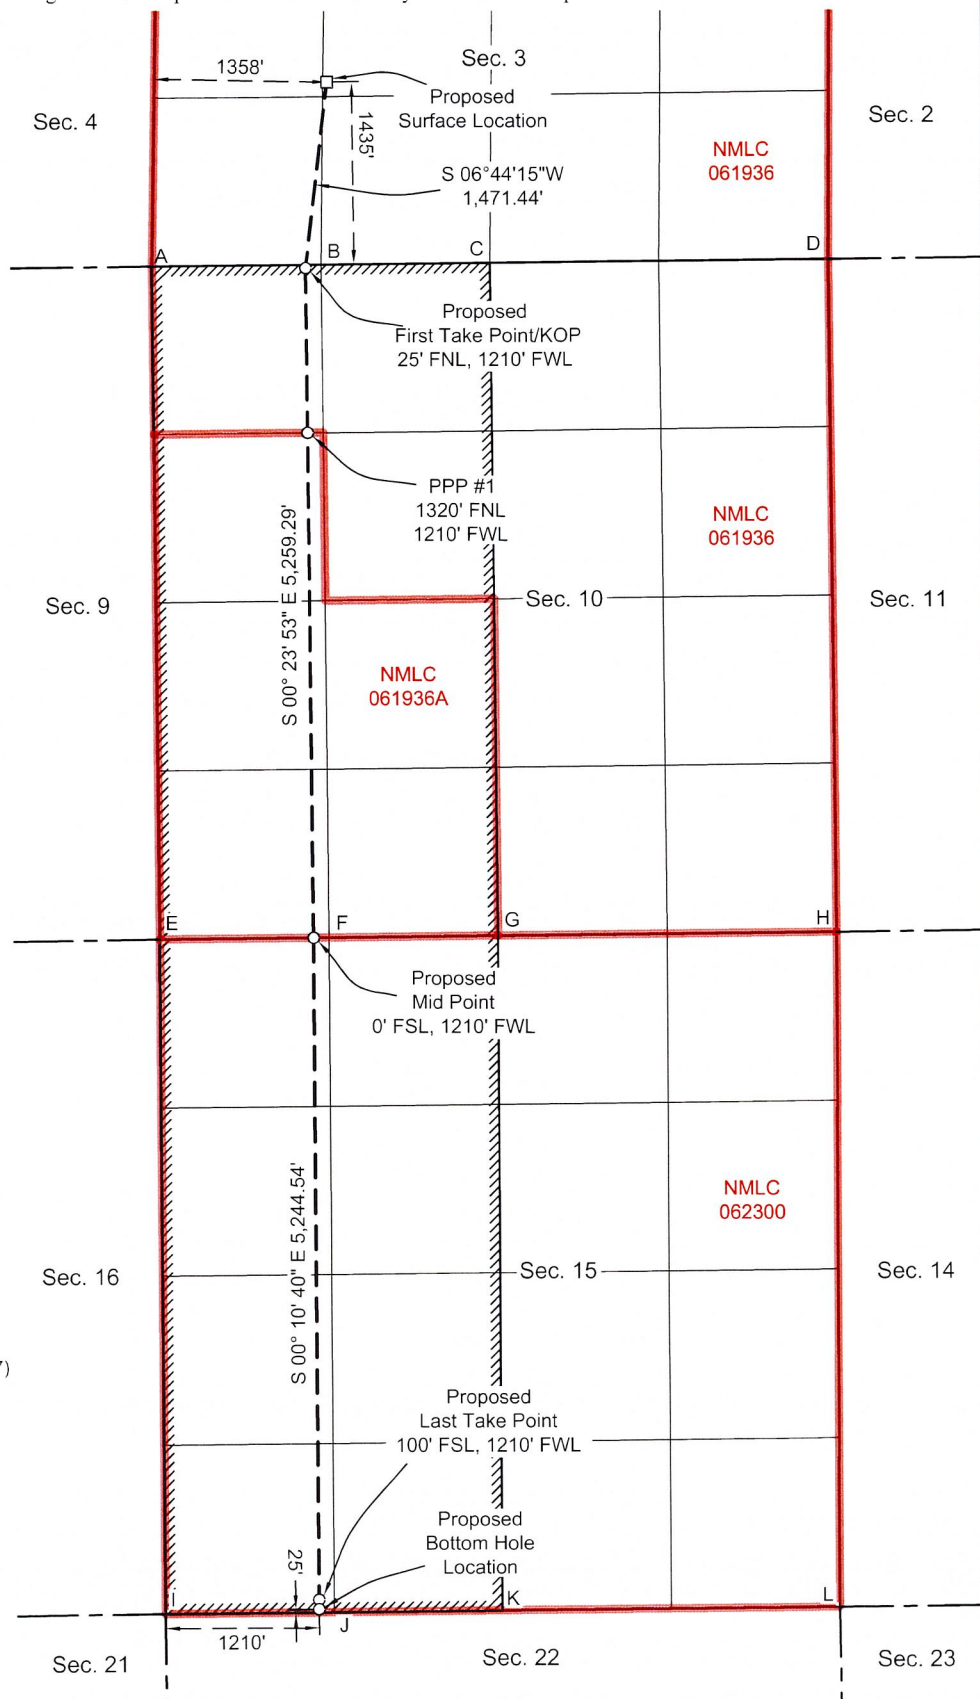 Sec. 3
1358'
Proposed
Surface Location
Sec. 4
Sec. 2
1435'
NMLC
061936
S 06°44'15"W
1,471.44'
A
B
C
D
Proposed
First Take Point/KOP
25' FNL, 1210' FWL
PPP #1
1320' FNL
1210' FWL
NMLC
061936
S 00° 23' 53" E 5,259.29'
Sec. 9
Sec. 10
Sec. 11
NMLC
061936A
E
F
G
H
Proposed
Mid Point
0' FSL, 1210' FWL
NMLC
062300
S 00° 10' 40" E 5,244.54'
Sec. 16
Sec. 15
Sec. 14
Proposed
Last Take Point
100' FSL, 1210' FWL
Proposed
Bottom Hole
Location
25'
I
J
K
L
1210'
Sec. 21
Sec. 22
Sec. 23